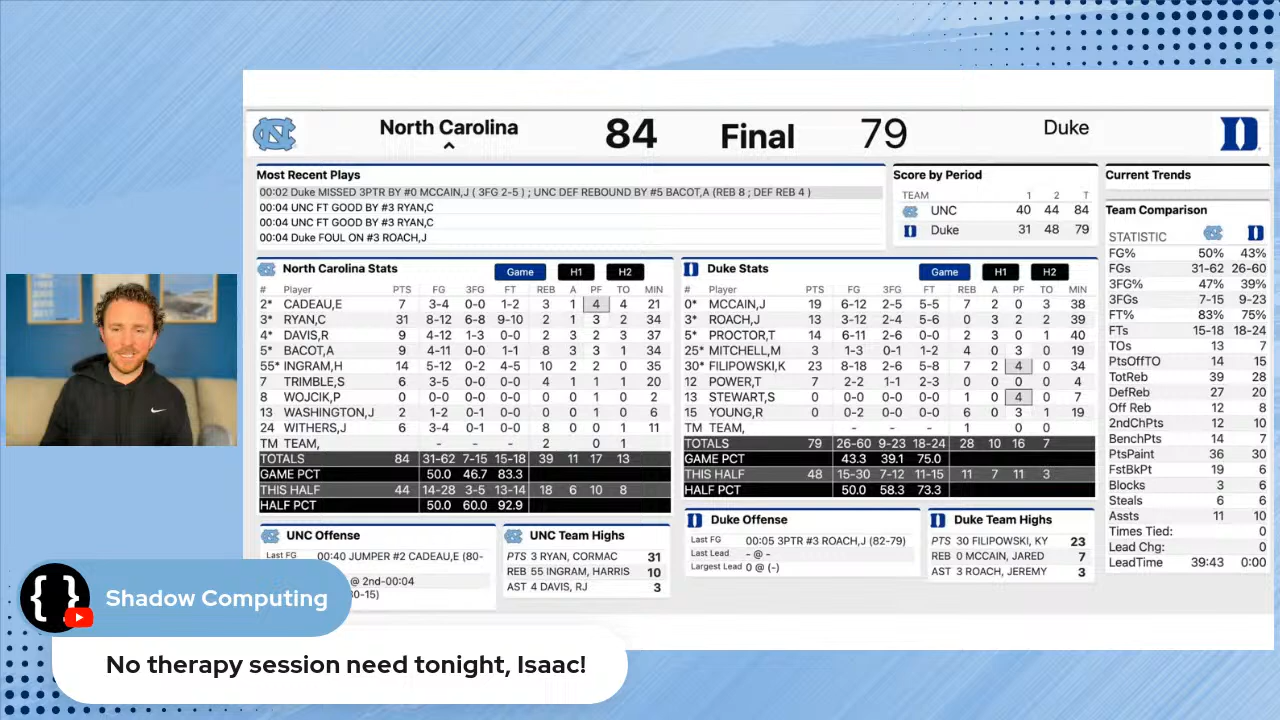 North Carolina 84 Final 79 Duke
Most Recent Plays
00:02 Duke MISSED 3PTR BY #0 MCCAIN,J ( 3FG 2-5 ) ; UNC DEF REBOUND BY #5 BACOT,A (REB 8 ; DEF REB 4 )
00:04 UNC FT GOOD BY #3 RYAN,C
00:04 UNC FT GOOD BY #3 RYAN,C
00:04 Duke FOUL ON #3 ROACH,J
Score by Period
TEAM 1 2 T
UNC 40 44 84
Duke 31 48 79
Current Trends
Team Comparison
STATISTIC
FG% 50% 43%
FGs 31-62 26-60
3FG% 47% 39%
3FGs 7-15 9-23
FT% 83% 75%
FTs 15-18 18-24
TOs 13 7
PtsOffTO 14 15
TotReb 39 28
DefReb 27 20
Off Reb 12 8
2ndChPts 12 10
BenchPts 14 7
PtsPaint 36 30
FstBkPt 19 6
Blocks 3 6
Steals 6 6
Assts 11 10
Times Tied: 0
Lead Chg: 0
LeadTime 39:43 0:00
North Carolina Stats Game H1 H2
# Player PTS FG 3FG FT REB A PF TO MIN
2* CADEAU,E 7 3-4 0-0 1-2 3 1 4 4 21
3* RYAN,C 31 8-12 6-8 9-10 2 1 3 2 34
4* DAVIS,R 9 4-12 1-3 0-0 2 3 2 3 37
5* BACOT,A 9 4-11 0-0 1-1 8 3 3 1 34
55* INGRAM,H 14 5-12 0-2 4-5 10 2 2 0 35
7 TRIMBLE,S 6 3-5 0-0 0-0 4 1 1 1 20
8 WOJCIK,P 0 0-0 0-0 0-0 0 0 1 0 2
13 WASHINGTON,J 2 1-2 0-1 0-0 2 0 1 0 6
24 WITHERS,J 6 3-4 0-1 0-0 8 0 0 1 11
TM TEAM, - - - 2 0 1
TOTALS 84 31-62 7-15 15-18 39 11 17 13
GAME PCT 50.0 46.7 83.3
THIS HALF 44 14-28 3-5 13-14 18 6 10 8
HALF PCT 50.0 60.0 92.9
Duke Stats Game H1 H2
# Player PTS FG 3FG FT REB A PF TO MIN
0* MCCAIN,J 19 6-12 2-5 5-5 7 2 0 3 38
3* ROACH,J 13 3-12 2-4 5-6 0 3 2 2 39
5* PROCTOR,T 14 6-11 2-6 0-0 2 3 0 1 40
25* MITCHELL,M 3 1-3 0-1 1-2 4 0 3 0 19
30* FILIPOWSKI,K 23 8-18 2-6 5-8 7 2 4 0 34
12 POWER,T 7 2-2 1-1 2-3 0 0 0 0 4
13 STEWART,S 0 0-0 0-0 0-0 1 0 4 0 7
15 YOUNG,R 0 0-2 0-0 0-0 6 0 3 1 19
TM TEAM, - - - 1 0 0
TOTALS 79 26-60 9-23 18-24 28 10 16 7
GAME PCT 43.3 39.1 75.0
THIS HALF 48 15-30 7-12 11-15 11 7 11 3
HALF PCT 50.0 58.3 73.3
UNC Offense
Last FG 00:40 JUMPER #2 CADEAU,E (80-
@ 2nd-00:04
30-15)
UNC Team Highs
PTS 3 RYAN, CORMAC 31
REB 55 INGRAM, HARRIS 10
AST 4 DAVIS, RJ 3
Duke Offense
Last FG 00:05 3PTR #3 ROACH,J (82-79)
Last Lead - @ -
Largest Lead 0 @ (-)
Duke Team Highs
PTS 30 FILIPOWSKI, KY 23
REB 0 MCCAIN, JARED 7
AST 3 ROACH, JEREMY 3
{ }
Shadow Computing
No therapy session need tonight, Isaac!